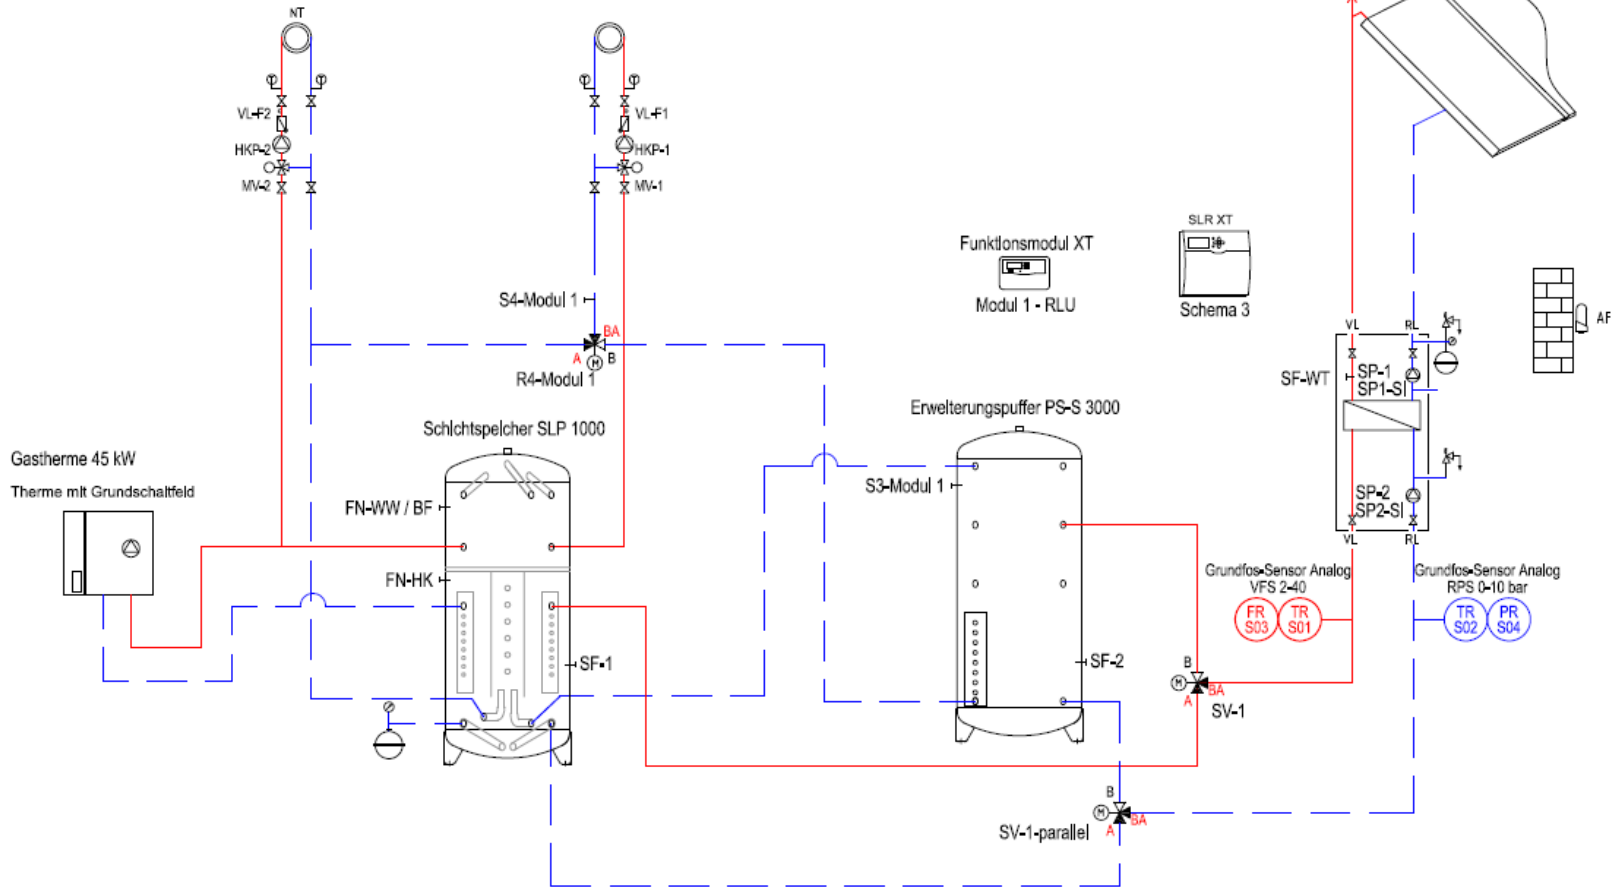 NT
VL-F2
HKP-2
MV-2
VL-F1
HKP-1
MV-1
S4-Modul 1
BA
A
B
M
R4-Modul 1
Funktionsmodul XT
Modul 1 - RLU
SLR XT
Schema 3
AF
VL
RL
SF-WT
SP-1
SP1-SI
SP-2
SP2-SI
VL
RL
Gastherme 45 kW
Therme mit Grundschaltfeld
Schichtspeicher SLP 1000
FN-WW / BF
FN-HK
SF-1
Erweiterungspuffer PS-S 3000
S3-Modul 1
SF-2
Grundfos-Sensor Analog
VFS 2-40
FR
S03
TR
S01
Grundfos-Sensor Analog
RPS 0-10 bar
TR
S02
PR
S04
B
M
BA
A
SV-1
B
M
BA
A
SV-1-parallel